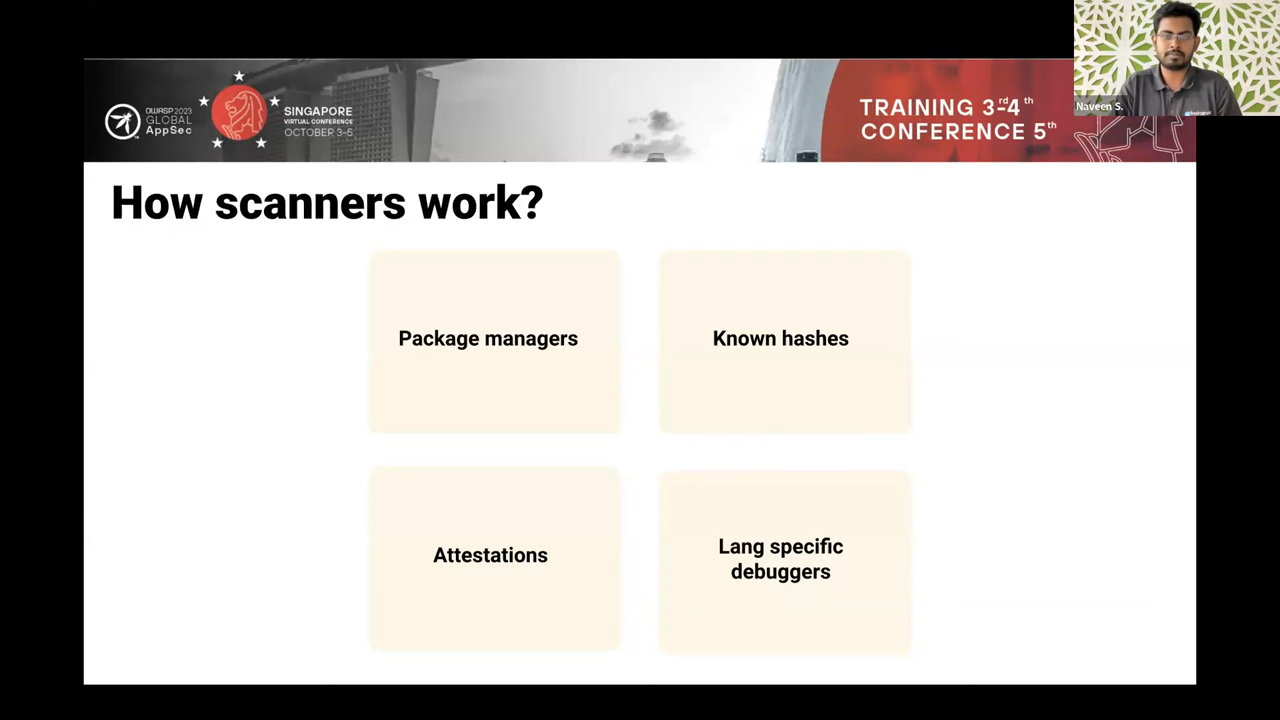 OWASP 2023
GLOBAL
AppSec
SINGAPORE
VIRTUAL CONFERENCE
OCTOBER 3-5
TRAINING 3rd-4th
CONFERENCE 5th
Naveen S.
How scanners work?
Package managers
Known hashes
Attestations
Lang specific
debuggers